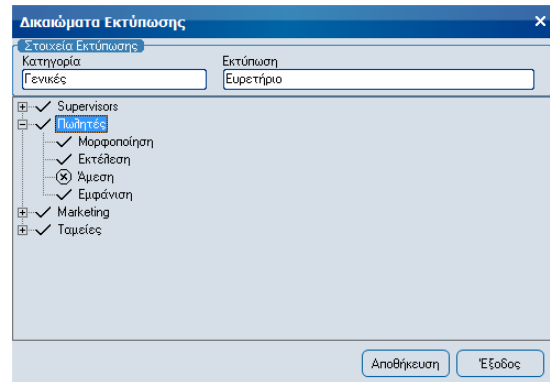 Δικαιώματα Εκτύπωσης
Στοιχεία Εκτύπωσης
Κατηγορία Εκτύπωση
Γενικές Ευρετήριο
Supervisors
Πωλητές
Μορφοποίηση
Εκτέλεση
Άμεση
Εμφάνιση
Marketing
Ταμείες
Αποθήκευση Έξοδος